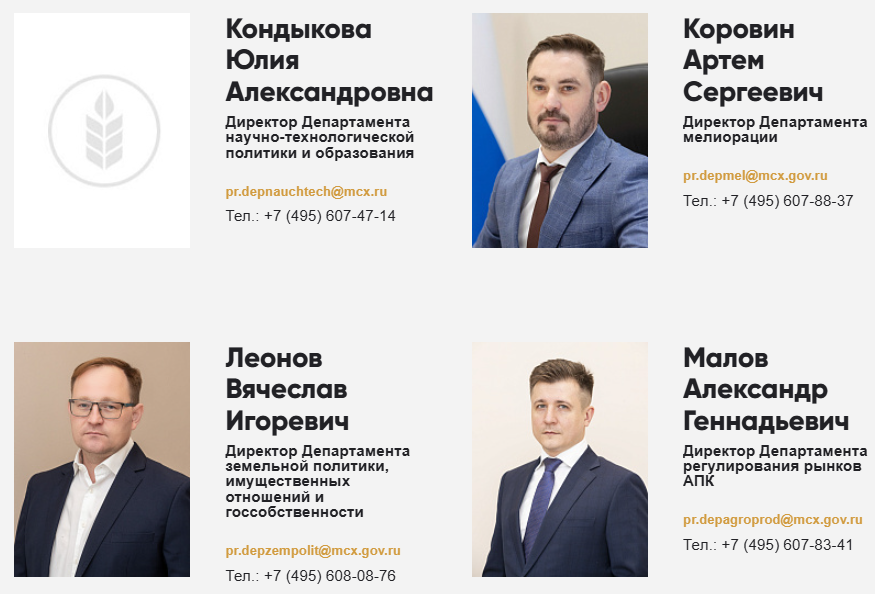 Кондыкова
Юлия
Александровна
Директор Департамента
научно-технологической
политики и образования
pr.depnauchtech@mcx.ru
Тел.: +7 (495) 607-47-14
Коровин
Артем
Сергеевич
Директор Департамента
мелиорации
pr.depmel@mcx.gov.ru
Тел.: +7 (495) 607-88-37
Леонов
Вячеслав
Игоревич
Директор Департамента
земельной политики,
имущественных
отношений и
госсобственности
pr.depzempolit@mcx.gov.ru
Тел.: +7 (495) 608-08-76
Малов
Александр
Геннадьевич
Директор Департамента
регулирования рынков
АПК
pr.depagroprod@mcx.gov.ru
Тел.: +7 (495) 607-83-41